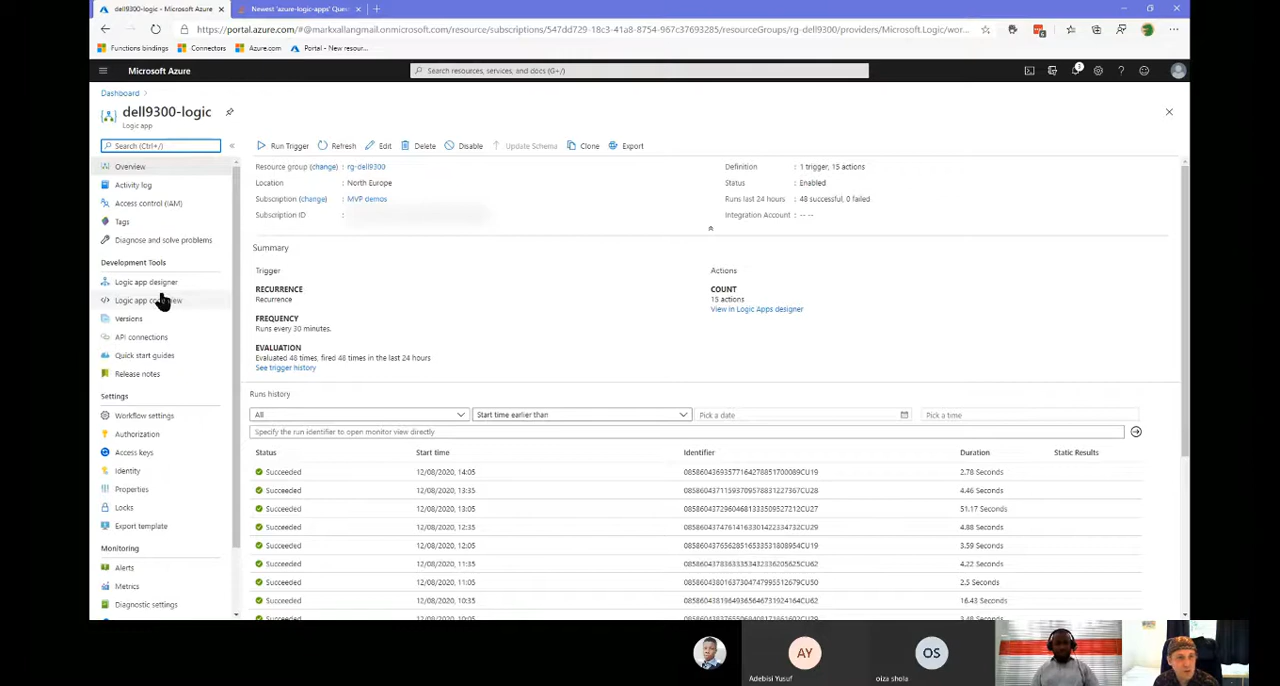 dell9300-logic - Microsoft Azure
Newest 'azure-logic-apps' Ques
https://portal.azure.com/#@markxallangmail.onmicrosoft.com/resource/subscriptions/547dd729-18c3-41a8-8754-967c37693285/resourceGroups/rg-dell9300/providers/Microsoft.Logic/wor...
Functions bindings
Connectors
Azure.com
Portal - New resour...
Microsoft Azure
Search resources, services, and docs (G+/)
Dashboard
dell9300-logic
Logic app
Search (Ctrl+/)
Run Trigger
Refresh
Edit
Delete
Disable
Update Schema
Clone
Export
Overview
Activity log
Access control (IAM)
Tags
Diagnose and solve problems
Development Tools
Logic app designer
Logic app code view
Versions
API connections
Quick start guides
Release notes
Settings
Workflow settings
Authorization
Access keys
Identity
Properties
Locks
Export template
Monitoring
Alerts
Metrics
Diagnostic settings
Resource group (change) : rg-dell9300
Location : North Europe
Subscription (change) : MVP demos
Subscription ID :
Definition : 1 trigger, 15 actions
Status : Enabled
Runs last 24 hours : 48 successful, 0 failed
Integration Account : -- --
Summary
Trigger
RECURRENCE
Recurrence
FREQUENCY
Runs every 30 minutes.
EVALUATION
Evaluated 48 times, fired 48 times in the last 24 hours
See trigger history
Actions
COUNT
15 actions
View in Logic Apps designer
Runs history
All
Start time earlier than
Pick a date
Pick a time
Specify the run identifier to open monitor view directly
Status Start time Identifier Duration Static Results
Succeeded 12/08/2020, 14:05 08586043693577164278851700089CU19 2.78 Seconds
Succeeded 12/08/2020, 13:35 08586043711593709578831227367CU28 4.46 Seconds
Succeeded 12/08/2020, 13:05 08586043729604681333509527212CU27 51.17 Seconds
Succeeded 12/08/2020, 12:35 08586043747614163301422334732CU29 4.88 Seconds
Succeeded 12/08/2020, 12:05 08586043765628516533531808954CU19 3.59 Seconds
Succeeded 12/08/2020, 11:35 08586043783633353432336205625CU62 4.22 Seconds
Succeeded 12/08/2020, 11:05 08586043801637304747995512679CU50 2.5 Seconds
Succeeded 12/08/2020, 10:35 08586043819649365646731924164CU62 16.43 Seconds
AY
Adebisi Yusuf
OS
oiza shola